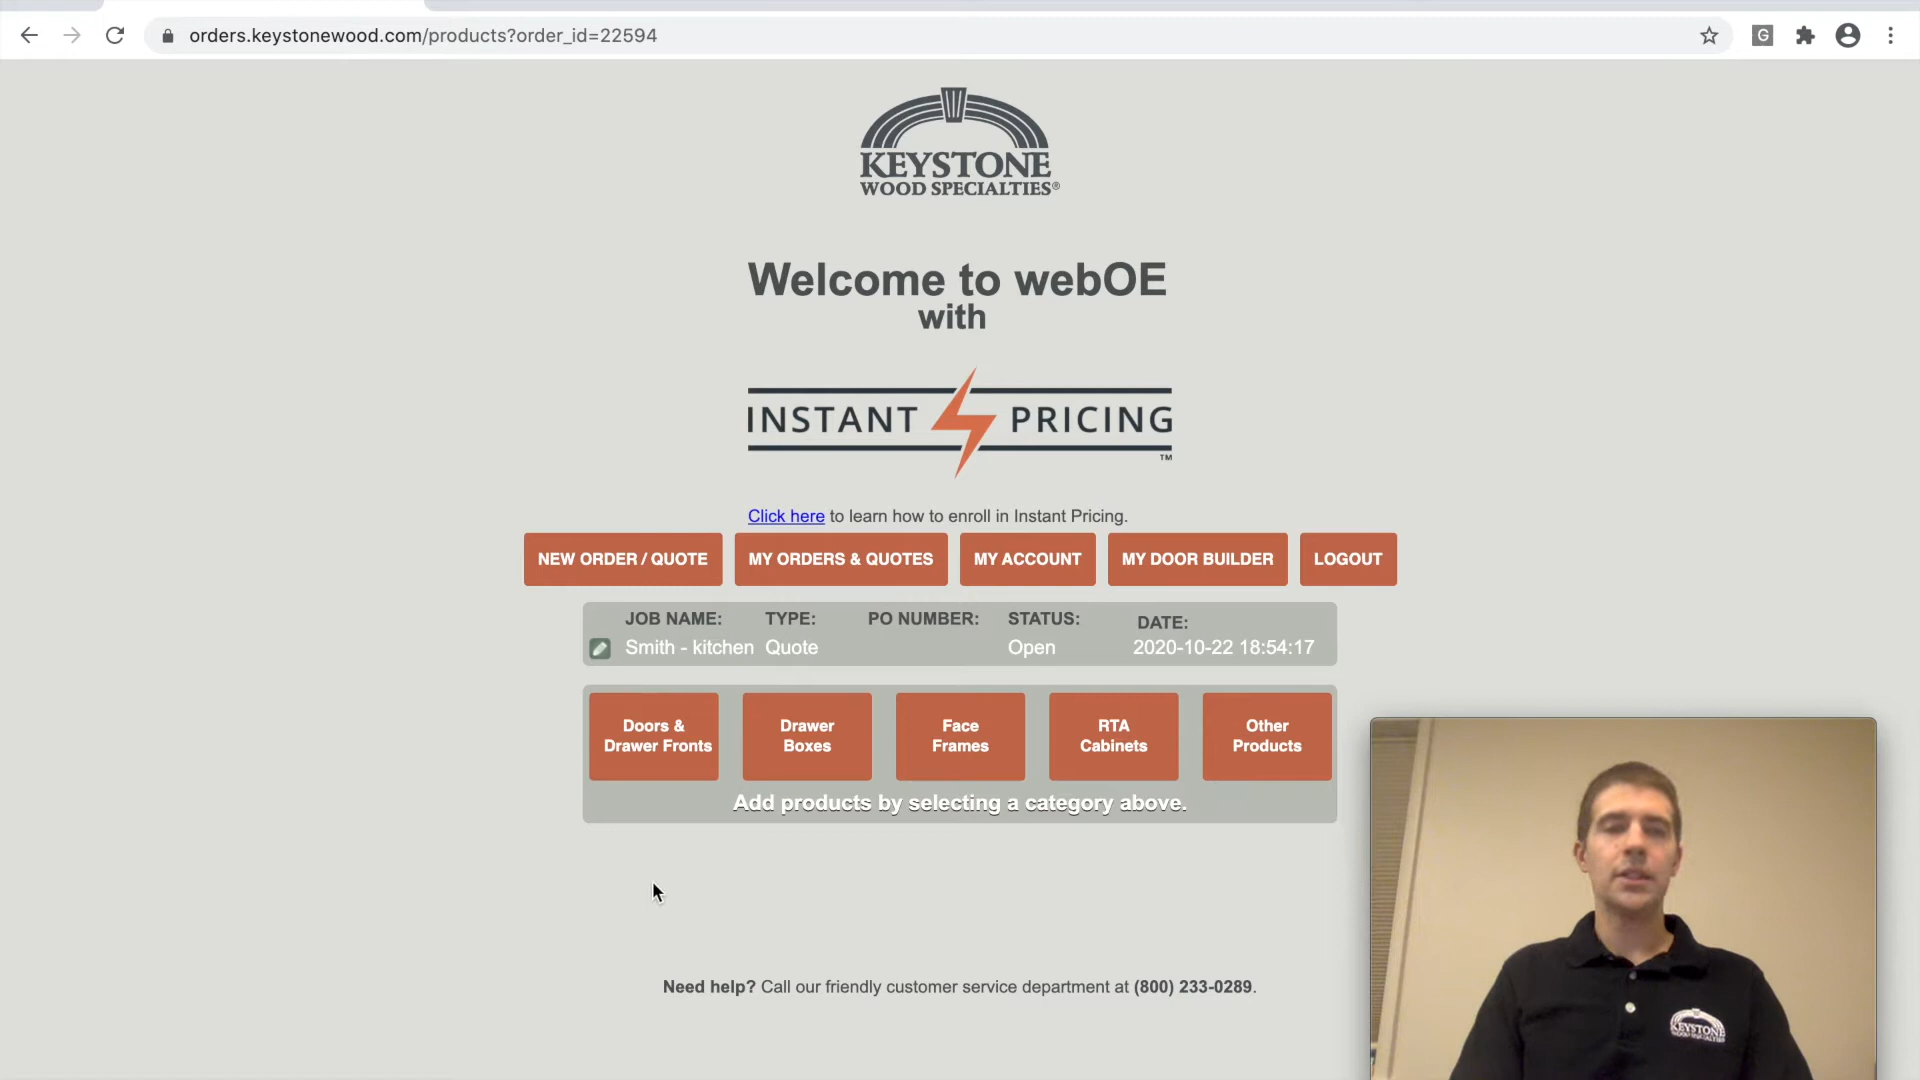 orders.keystonewood.com/products?order_id=22594
G
KEYSTONE
WOOD SPECIALTIES®
Welcome to webOE
with
INSTANT PRICING
TM
Click here to learn how to enroll in Instant Pricing.
NEW ORDER / QUOTE MY ORDERS & QUOTES MY ACCOUNT MY DOOR BUILDER LOGOUT
JOB NAME: TYPE: PO NUMBER: STATUS: DATE:
Smith - kitchen Quote Open 2020-10-22 18:54:17
Doors & Drawer Face RTA Other
Drawer Fronts Boxes Frames Cabinets Products
Add products by selecting a category above.
Need help? Call our friendly customer service department at (800) 233-0289.
KEYSTONE
WOOD SPECIALTIES